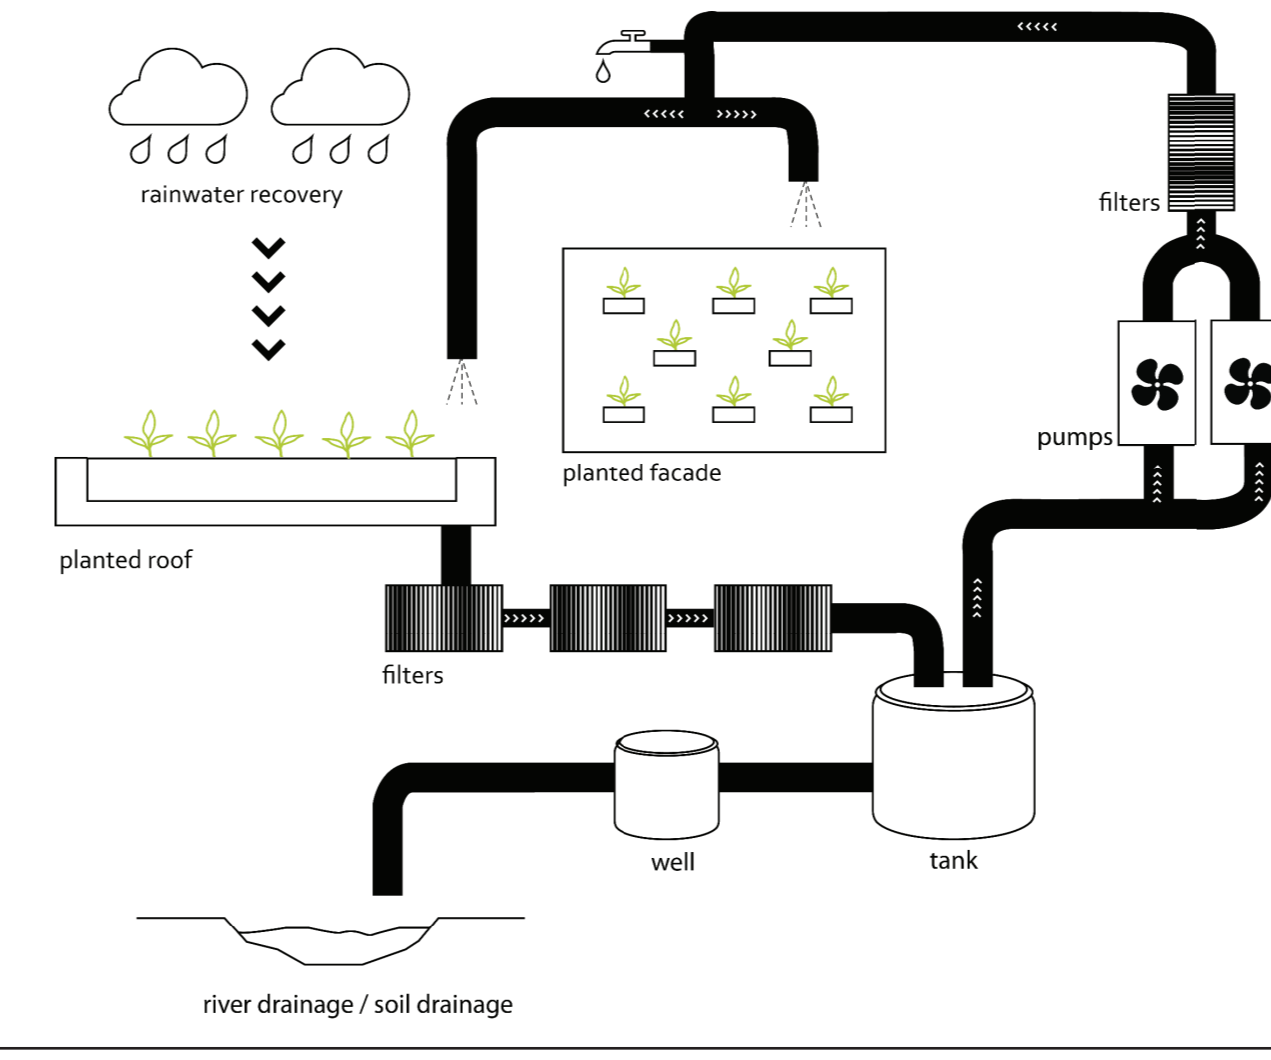 rainwater recovery
filters
pumps
planted facade
planted roof
filters
well
tank
river drainage / soil drainage